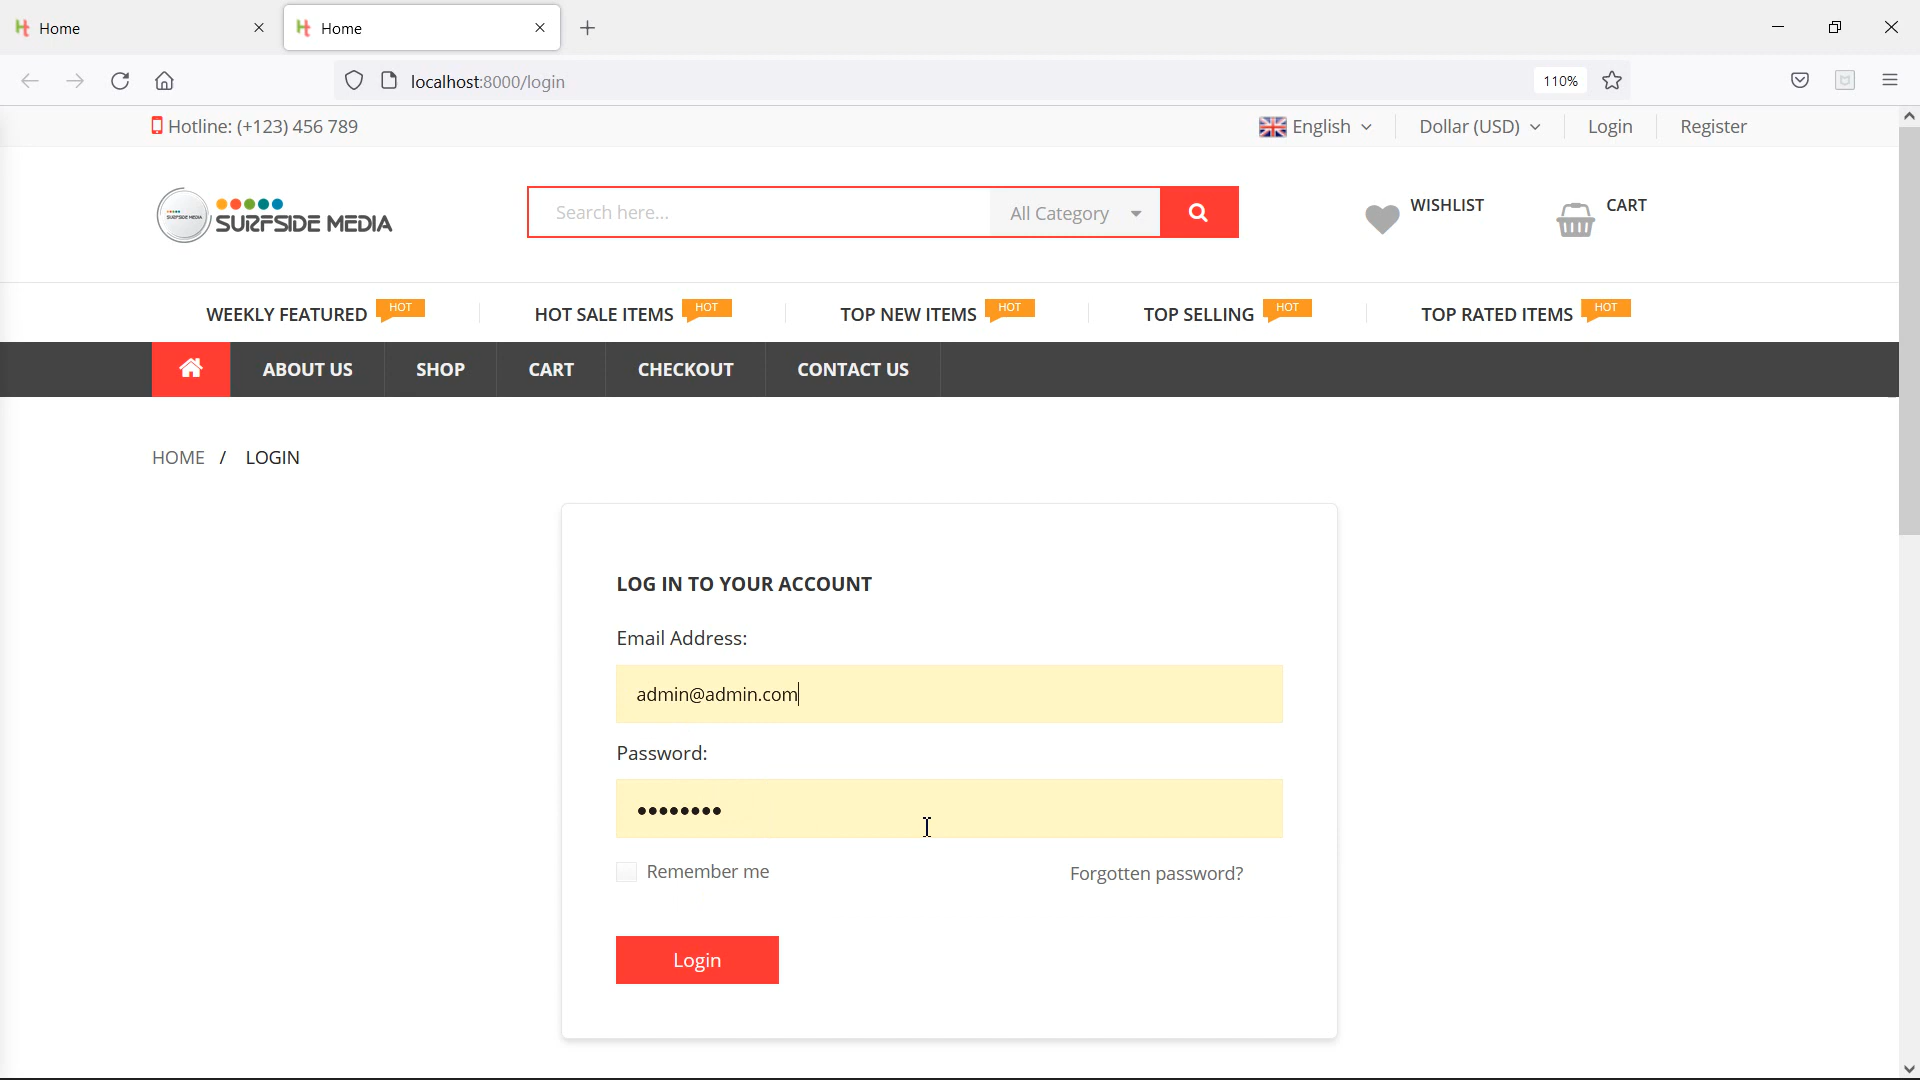 Home
Home
localhost:8000/login
110%
Hotline: (+123) 456 789
English
Dollar (USD)
Login
Register
SURFSIDE MEDIA
SURFSIDE MEDIA
Search here...
All Category
WISHLIST
CART
WEEKLY FEATURED HOT
HOT SALE ITEMS HOT
TOP NEW ITEMS HOT
TOP SELLING HOT
TOP RATED ITEMS HOT
ABOUT US
SHOP
CART
CHECKOUT
CONTACT US
HOME / LOGIN
LOG IN TO YOUR ACCOUNT
Email Address:
admin@admin.com
Password:
••••••••
Remember me
Forgotten password?
Login